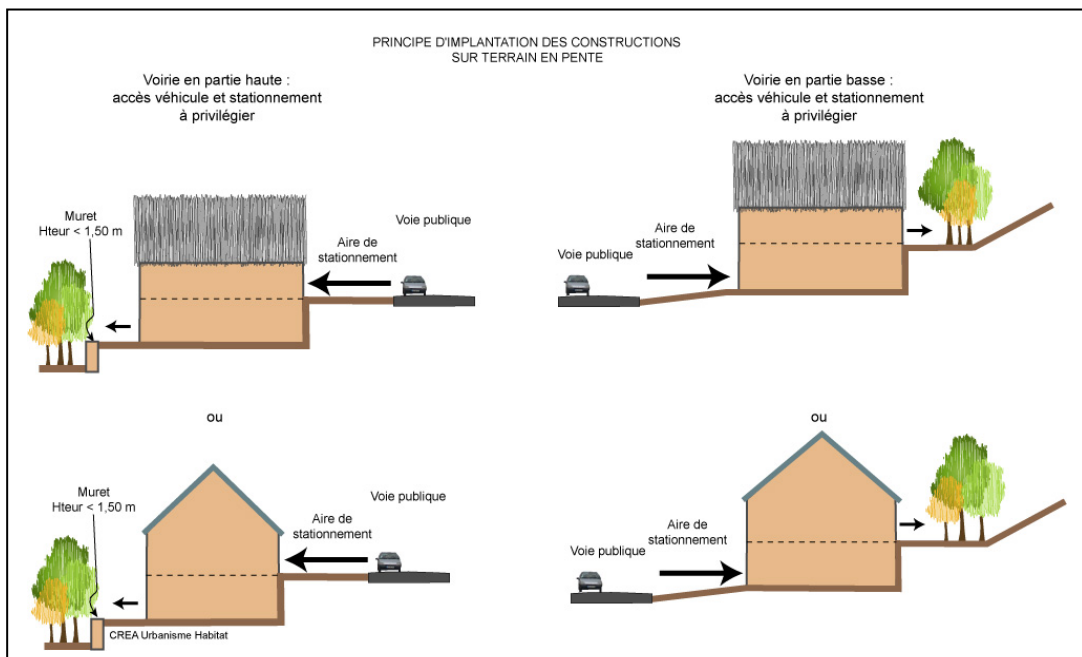 PRINCIPE D'IMPLANTATION DES CONSTRUCTIONS
SUR TERRAIN EN PENTE
Voirie en partie haute :
accès véhicule et stationnement
à privilégier
Voirie en partie basse :
accès véhicule et stationnement
à privilégier
Muret
Hteur < 1,50 m
Voie publique
Aire de
stationnement
Voie publique
Aire de
stationnement
ou
ou
Muret
Hteur < 1,50 m
Voie publique
Aire de
stationnement
Voie publique
Aire de
stationnement
CREA Urbanisme Habitat